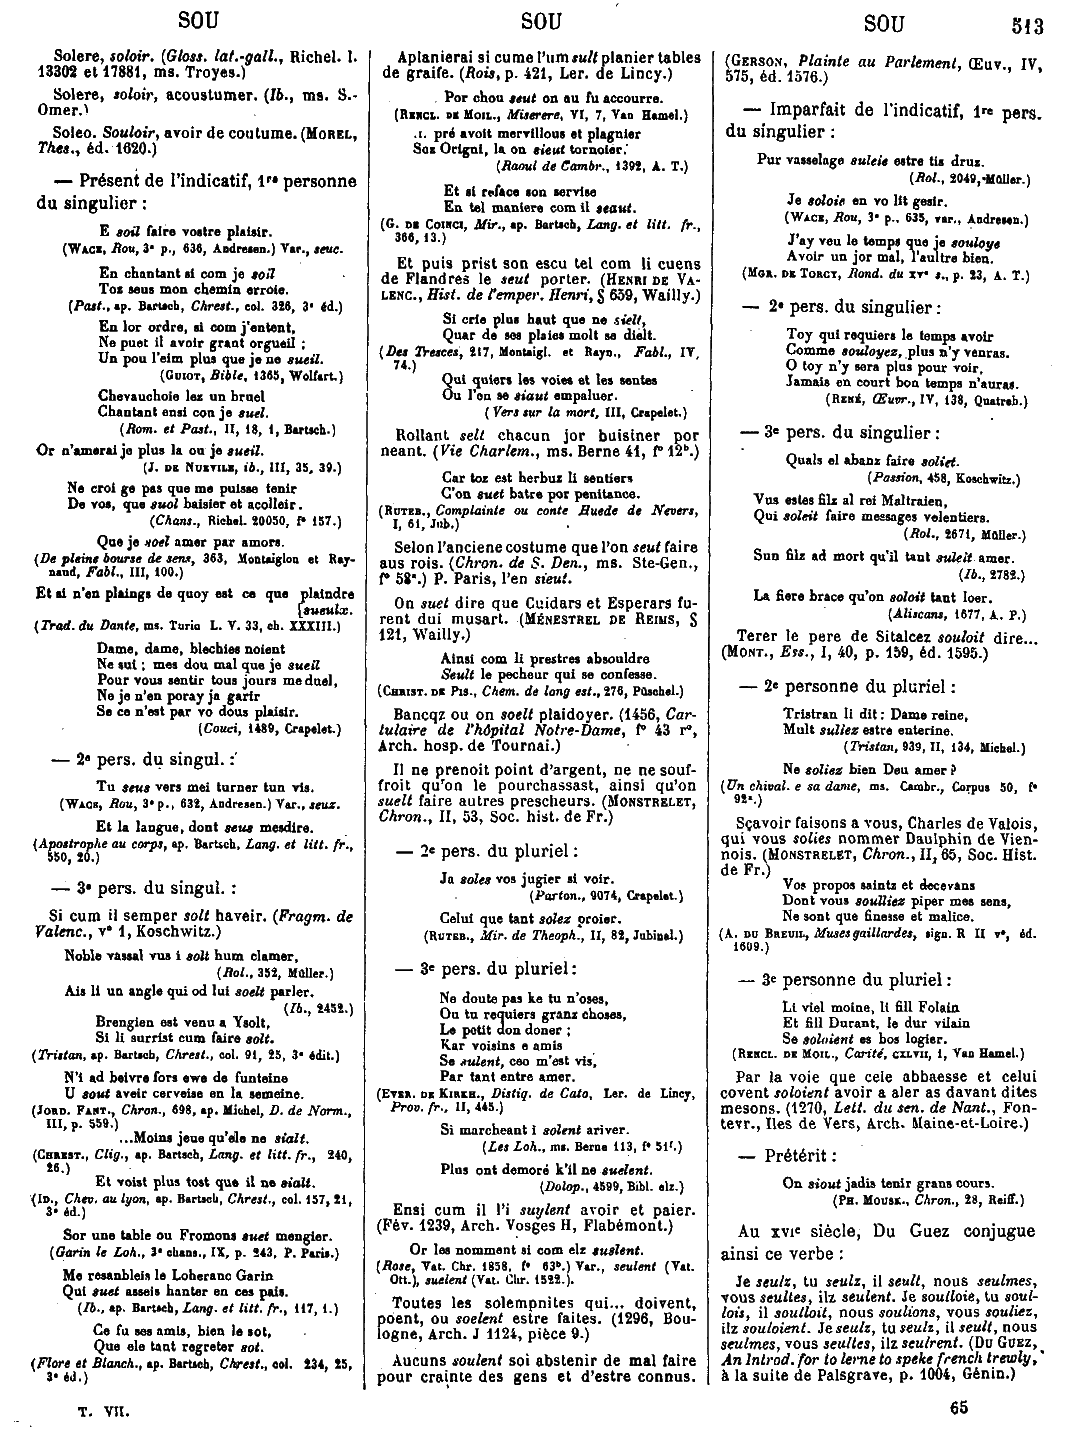 SOU
SOU
SOU 513
Solere, soloir. (Gloss. lat.-gall., Richel. l.
13302 et 17881, ms. Troyes.)
Solere, soloir, acoustumer. (Ib., ms. S.-
Omer.)
Soleo. Souloir, avoir de coutume. (MOREL,
Thes., éd. 1620.)
— Présent de l'indicatif, 1re personne
du singulier :
E soil faire vostre plaisir.
(WACE, Rou, 3e p., 636, Andresen.) Var., seuc.
En chantant si com je soil
Toz seus mon chemin erroie.
(Past., ap. Bartsch, Chrest., col. 326, 3e éd.)
En lor ordre, si com j'entent,
Ne puet il avoir grant orgueil ;
Un pou l'eim plus que je ne sueil.
(GUIOT, Bible, 1365, Wolfart.)
Chevauchoie lez un bruel
Chantant ensi con je suel.
(Rom. et Past., II, 18, 1, Bartsch.)
Or n'amerai je plus la ou je sueil.
(J. DE NUEVILE, ib., III, 35, 39.)
Ne croi ge pas que me puisse tenir
De vos, que suol baisier et acolleir.
(Chans., Richel. 20050, f° 157.)
Que je soel amer par amors.
(De pleine bourse de sens, 363, Montaiglon et Ray-
naud, Fabl., III, 100.)
Et si n'en plaings de quoy est ce que plaindre
[sueulx.
(Trad. du Dante, ms. Turin L. V. 33, ch. XXXIII.)
Dame, dame, blechies noient
Ne sui ; mes dou mal que je sueil
Pour vous sentir tous jours me duel,
Ne je n'en poray ja garir
Se ce n'est par vo dous plaisir.
(Couci, 1489, Crapelet.)
— 2e pers. du singul. :
Tu seus vers mei turner tun vis.
(WACE, Rou, 3e p., 632, Andresen.) Var., seuz.
Et la langue, dont seus mesdire.
(Apostrophe au corps, ap. Bartsch, Lang. et litt. fr.,
550, 20.)
— 3e pers. du singul. :
Si cum il semper solt haveir. (Fragm. de
Valenc., v° 1, Koschwitz.)
Noble vassal vus i solt hum clamer,
(Rol., 352, Müller.)
Ais li un angle qui od lui soelt parler.
(Ib., 2452.)
Brengien est venu a Ysolt,
Si li surrist cum faire solt.
(Tristan, ap. Bartsch, Chrest., col. 91, 25, 3e édit.)
N'i ad beivre fors ewe de funteine
U sout aveir cerveise en la semeine.
(JORD. FANT., Chron., 698, ap. Michel, D. de Norm.,
III, p. 559.)
...Moins jeue qu'ele ne sialt.
(CHREST., Clig., ap. Bartsch, Lang. et litt. fr., 240,
26.)
Et voist plus tost que il ne sialt.
(ID., Chev. au lyon, ap. Bartsch, Chrest., col. 157, 21,
3e éd.)
Sor une table ou Fromons suet mengier.
(Garin le Loh., 3e chans., IX, p. 243, P. Paris.)
Me resanbleis le Loheranc Garin
Qui suet asseis hanter en ces païs.
(Ib., ap. Bartsch, Lang. et litt. fr., 117, 1.)
Ce fu ses amis, bien le sot,
Que ele tant regreter sot.
(Flore et Blanch., ap. Bartsch, Chrest., col. 234, 25,
3e éd.)
T. VII.
Aplanierai si cume l'um sult planier tables
de graife. (Rois, p. 421, Ler. de Lincy.)
Por chou seut on au fu accourre.
(RENCL. DE MOIL., Miserere, VI, 7, Van Hamel.)
.I. pré avoit mervillous et plagnier
Soz Origni, la on sieut tornoier.
(Raoul de Cambr., 1392, A. T.)
Et si reface son servise
En tel maniere com il seaut.
(G. DE COINCI, Mir., ap. Bartsch, Lang. et litt. fr.,
366, 13.)
Et puis prist son escu tel com li cuens
de Flandres le seut porter. (HENRI DE VA-
LENC., Hist. de l'emper. Henri, § 659, Wailly.)
Si crie plus haut que ne sielt,
Quar de ses plaies molt se dielt.
(Des Tresces, 217, Montaigl. et Rayn., Fabl., IV,
74.)
Qui quiers les voies et les sentes
Ou l'on se siaut empaluer.
(Vers sur la mort, III, Crapelet.)
Rollant selt chacun jor buisiner por
neant. (Vie Charlem., ms. Berne 41, f° 12b.)
Car toz est herbuz li sentiers
C'on suet batre por penitance.
(RUTEB., Complainte ou conte Huede de Nevers,
I, 61, Jub.)
Selon l'anciene costume que l'on seut faire
aus rois. (Chron. de S. Den., ms. Ste-Gen.,
f° 58a.) P. Paris, l'en sieut.
On suet dire que Cuidars et Esperars fu-
rent dui musart. (MÉNESTREL DE REIMS, §
121, Wailly.)
Ainsi com li prestres absouldre
Seult le pecheur qui se confesse.
(CHRIST. DE PIS., Chem. de long est., 276, Püschel.)
Bancqz ou on soelt plaidoyer. (1456, Car-
tulaire de l'hôpital Notre-Dame, f° 43 r°,
Arch. hosp. de Tournai.)
Il ne prenoit point d'argent, ne ne souf-
froit qu'on le pourchassast, ainsi qu'on
suelt faire autres prescheurs. (MONSTRELET,
Chron., II, 53, Soc. hist. de Fr.)
— 2e pers. du pluriel :
Ja soles vos jugier si voir.
(Parton., 9074, Crapelet.)
Celui que tant solez proier.
(RUTEB., Mir. de Theoph., II, 82, Jubinal.)
— 3e pers. du pluriel :
Ne doute pas ke tu n'oses,
Ou tu requiers granz choses,
Le petit don doner ;
Kar voisins e amis
Se sulent, ceo m'est vis,
Par tant entre amer.
(EVER. DE KIRKH., Distiq. de Cato, Ler. de Lincy,
Prov. fr., II, 445.)
Si marcheant i solent ariver.
(Les Loh., ms. Berne 113, f° 51f.)
Plus ont demoré k'il ne suelent.
(Dolop., 4599, Bibl. elz.)
Ensi cum il l'i suylent avoir et paier.
(Fév. 1239, Arch. Vosges H, Flabémont.)
Or les nomment si com elz suslent.
(Rose, Vat. Chr. 1858, f° 63b.) Var., seulent (Vat.
Ott.), suelent (Vat. Chr. 1522.).
Toutes les solempnites qui... doivent,
poent, ou soelent estre faites. (1296, Bou-
logne, Arch. J 1124, pièce 9.)
Aucuns soulent soi abstenir de mal faire
pour crainte des gens et d'estre connus.
(GERSON, Plainte au Parlement, Œuv., IV,
575, éd. 1576.)
— Imparfait de l'indicatif, 1re pers.
du singulier :
Pur vasselage suleie estre tis druz.
(Rol., 2049, Müller.)
Je soloie en vo lit gesir.
(WACE, Rou, 3e p., 635, var., Andresen.)
J'ay veu le temps que je souloye
Avoir un jor mal, l'aultre bien.
(MGR. DE TORCY, Rond. du XVe s., p. 23, A. T.)
— 2e pers. du singulier :
Toy qui requiers le temps avoir
Comme souloyez, plus n'y venras.
O toy n'y sera plus pour voir,
Jamais en court bon temps n'auras.
(RENÉ, Œuvr., IV, 138, Quatreb.)
— 3e pers. du singulier :
Quals el abanz faire soliet.
(Passion, 458, Koschwitz.)
Vus estes filz al rei Maltraien,
Qui soleit faire messages velentiers.
(Rol., 2671, Müller.)
Sun filz ad mort qu'il tant suleit amer.
(Ib., 2782.)
La fiere brace qu'on soloit tant loer.
(Aliscans, 1677, A. P.)
Terer le pere de Sitalcez souloit dire...
(MONT., Ess., I, 40, p. 159, éd. 1595.)
— 2e personne du pluriel :
Tristran li dit : Dame reine,
Mult suliez estre enterine.
(Tristan, 939, II, 134, Michel.)
Ne soliez bien Deu amer ?
(Un chival. e sa dame, ms. Cambr., Corpus 50, f°
92a.)
Sçavoir faisons a vous, Charles de Valois,
qui vous solies nommer Daulphin de Vien-
nois. (MONSTRELET, Chron., II, 65, Soc. Hist.
de Fr.)
Vos propos saintz et decevans
Dont vous soulliez piper mes sens,
Ne sont que finesse et malice.
(A. DU BREUIL, Muses gaillardes, sign. R II v°, éd.
1609.)
— 3e personne du pluriel :
Li viel moine, li fill Folain
Et fill Durant, le dur vilain
Se soloient es bos logier.
(RENCL. DE MOIL., Carité, CXLVII, 1, Van Hamel.)
Par la voie que cele abbaesse et celui
covent soloient avoir a aler as davant dites
mesons. (1270, Lett. du sen. de Nant., Fon-
tevr., Iles de Vers, Arch. Maine-et-Loire.)
— Prétérit :
On siout jadis tenir grans cours.
(PH. MOUSK., Chron., 28, Reiff.)
Au XVIe siècle, Du Guez conjugue
ainsi ce verbe :
Je seulz, tu seulz, il seult, nous seulmes,
vous seultes, ilz seulent. Je soulloie, tu soul-
lois, il soulloit, nous soulions, vous souliez,
ilz souloient. Je seulz, tu seulz, il seult, nous
seulmes, vous seulles, ilz seulrent. (DU GUEZ,
An Introd. for to lerne to speke french trewly,
à la suite de Palsgrave, p. 1004, Génin.)
65